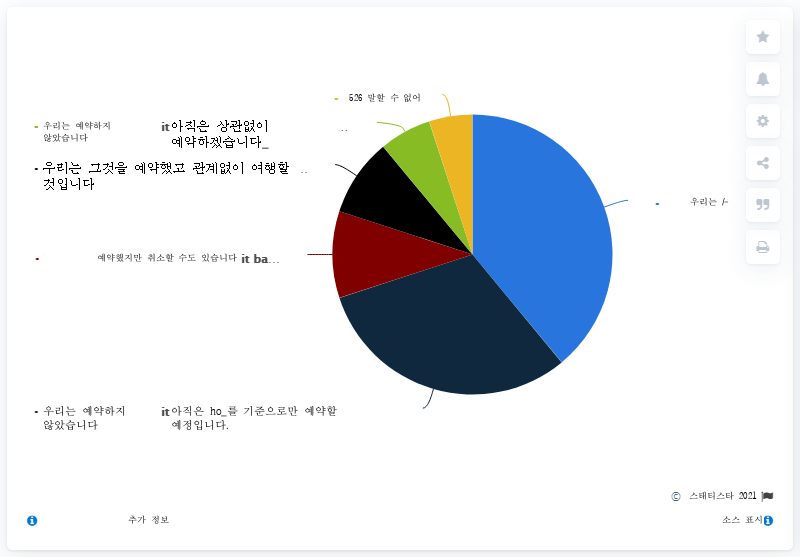 526 말할 수 없어
우리는 예약하지 it 아직은 상관없이
않았습니다 예약하겠습니다_
..
우리는 그것을 예약했고 관계없이 여행할 ..
것입니다
우리는 /-
예약했지만 취소할 수도 있습니다 it ba...
우리는 예약하지 it 아직은 ho_를 기준으로만 예약할
않았습니다 예정입니다.
© 스태티스타 2021
추가 정보
소스 표시